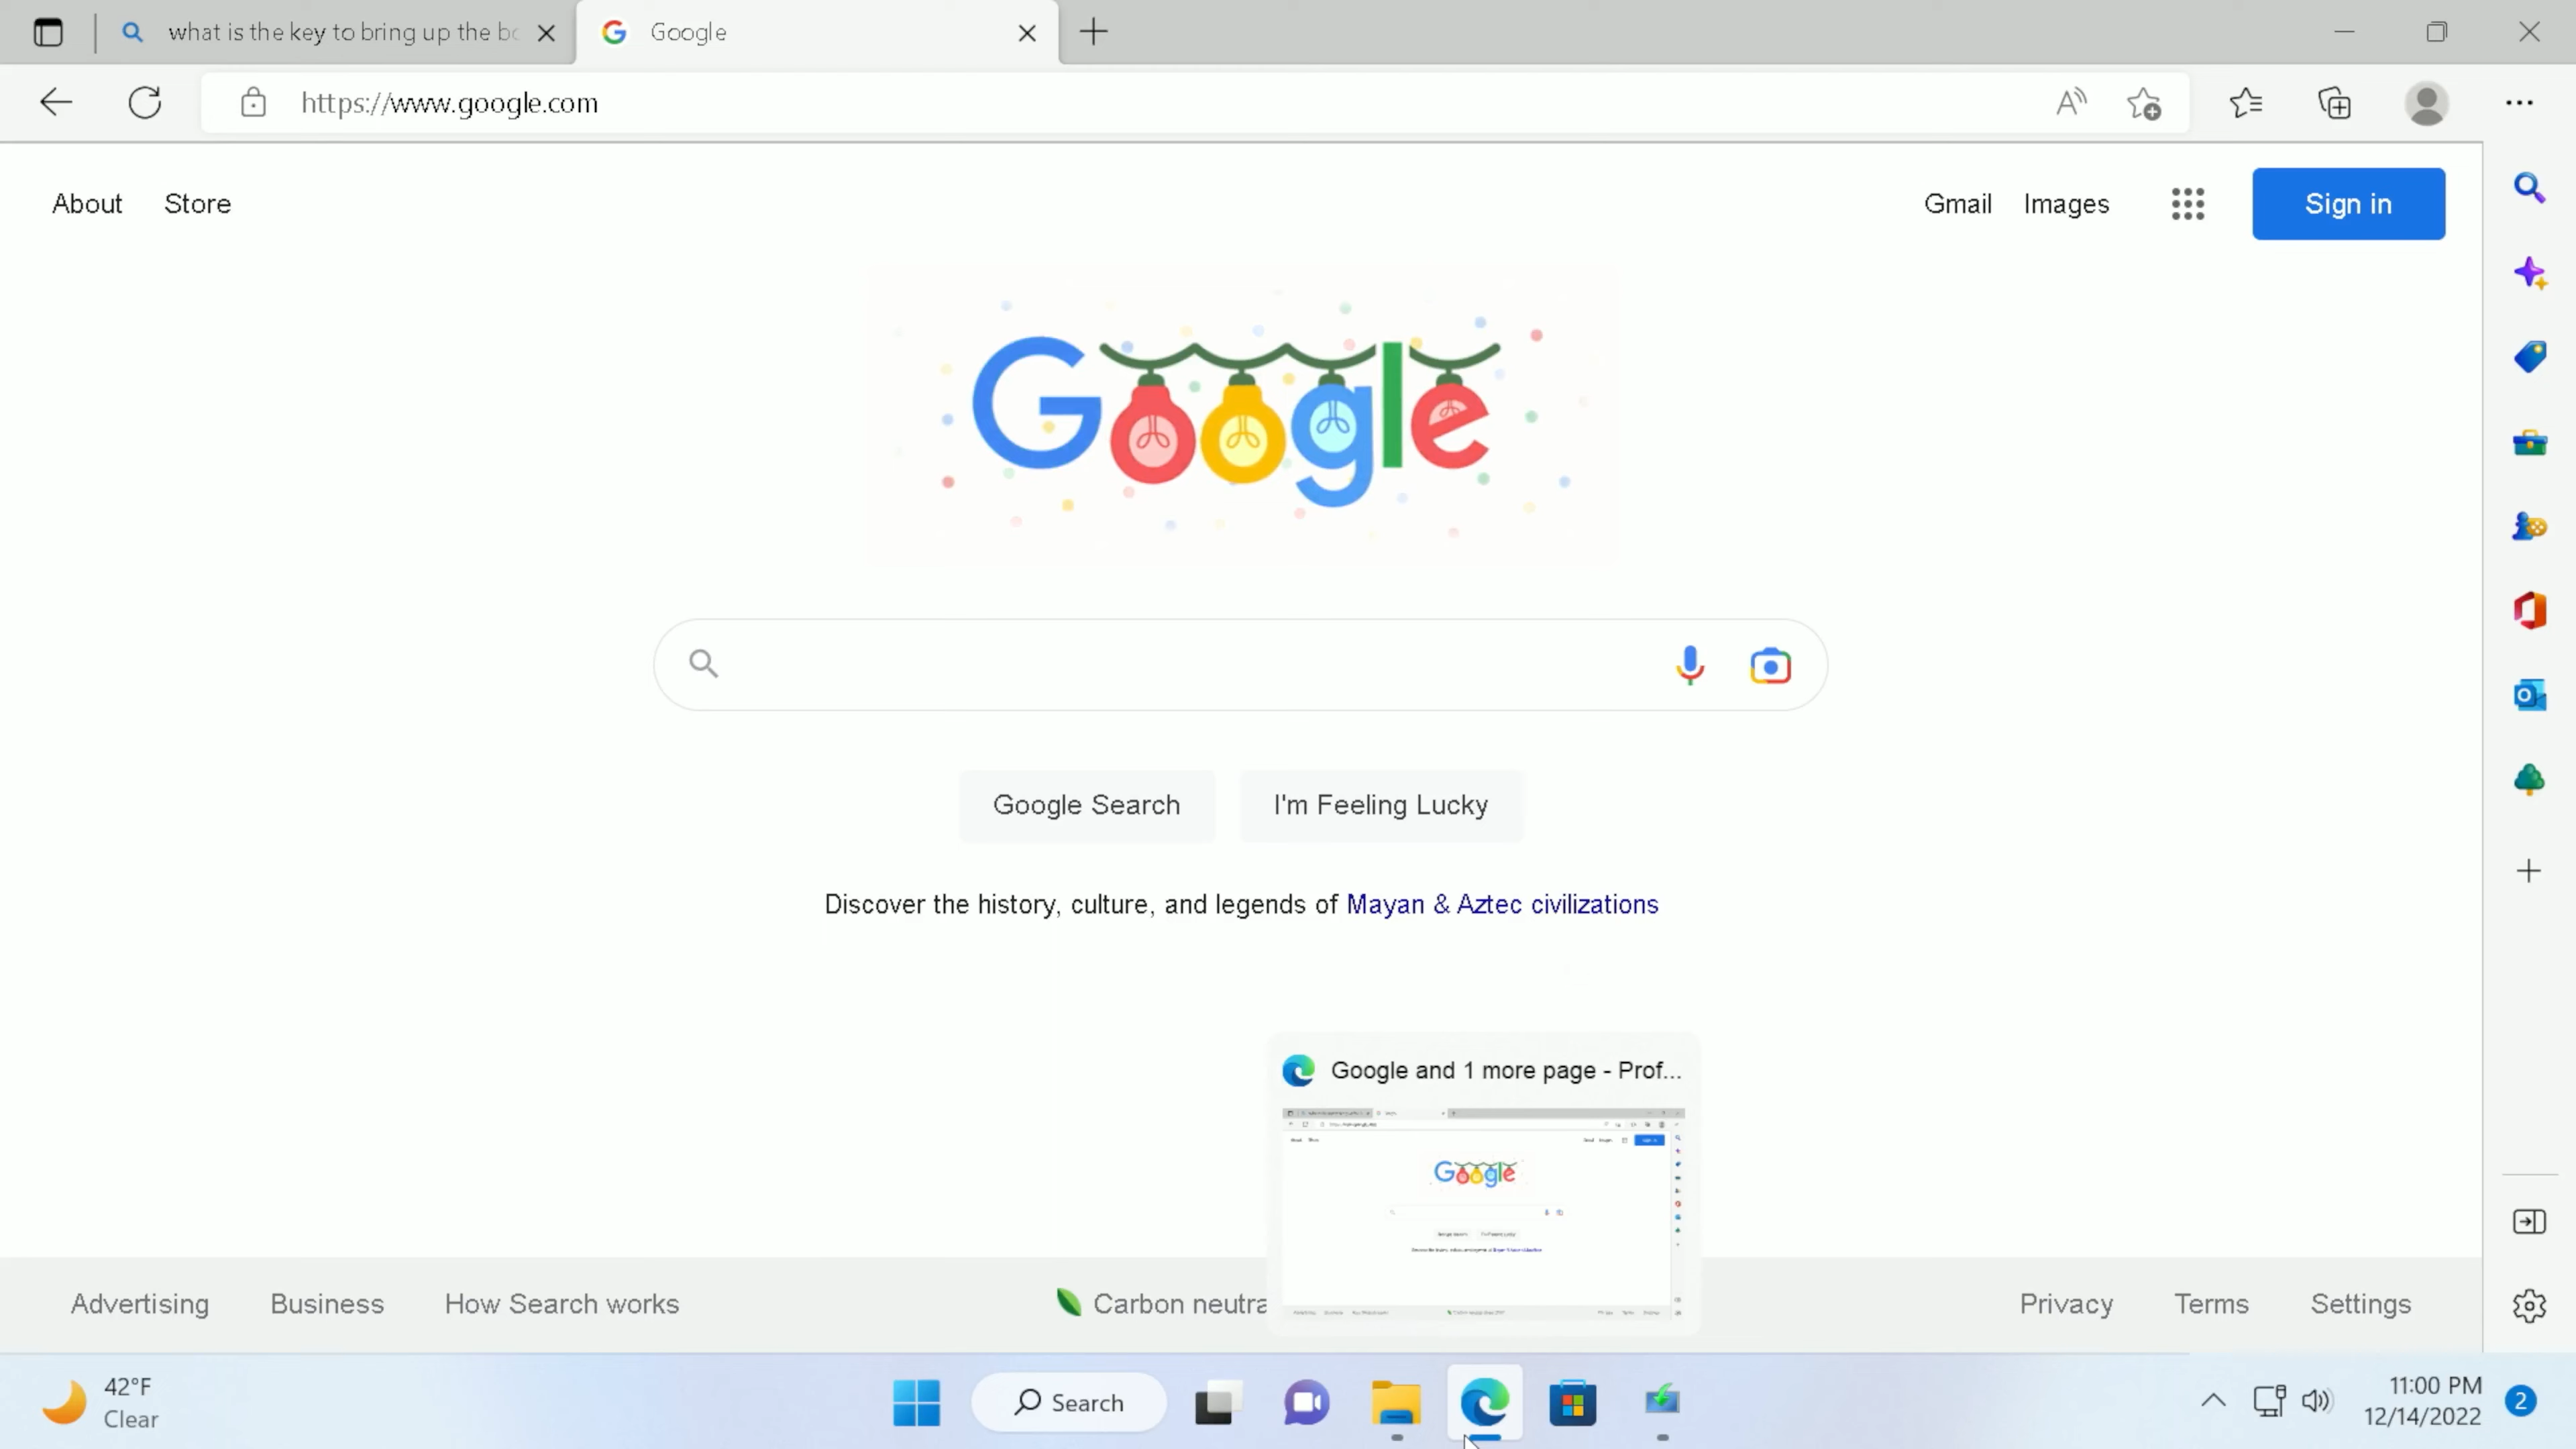 what is the key to bring up the bo
Google
https://www.google.com
About
Store
Gmail
Images
Sign in
Google
Google Search
I'm Feeling Lucky
Discover the history, culture, and legends of Mayan & Aztec civilizations
Google and 1 more page - Prof...
Google
Advertising
Business
How Search works
Carbon neutra
Privacy
Terms
Settings
42°F
Clear
Search
11:00 PM
12/14/2022
2